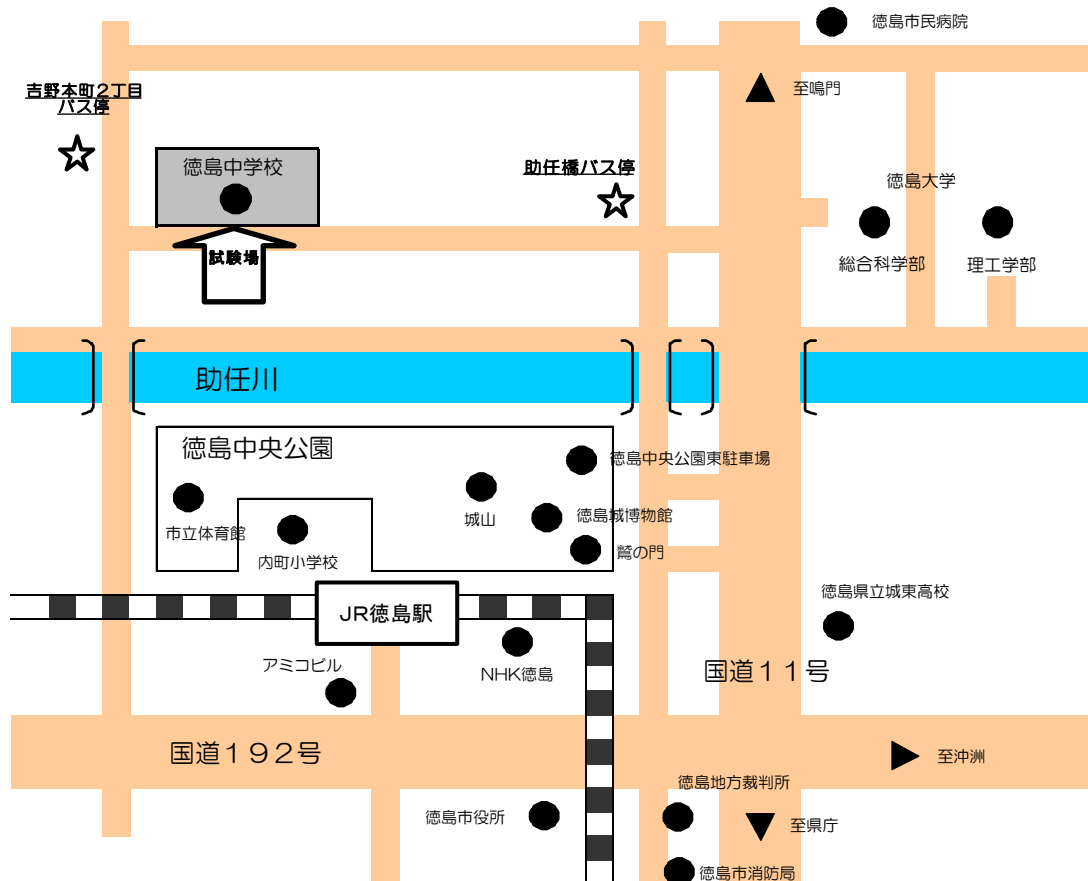 徳島市民病院
至鳴門
吉野本町2丁目
バス停
徳島中学校
助任橋バス停
徳島大学
試験場
総合科学部
理工学部
助任川
徳島中央公園
徳島中央公園東駐車場
城山
徳島城博物館
市立体育館
内町小学校
鷲の門
徳島県立城東高校
JR徳島駅
アミコビル
NHK徳島
国道11号
国道192号
至沖洲
徳島地方裁判所
徳島市役所
至県庁
徳島市消防局